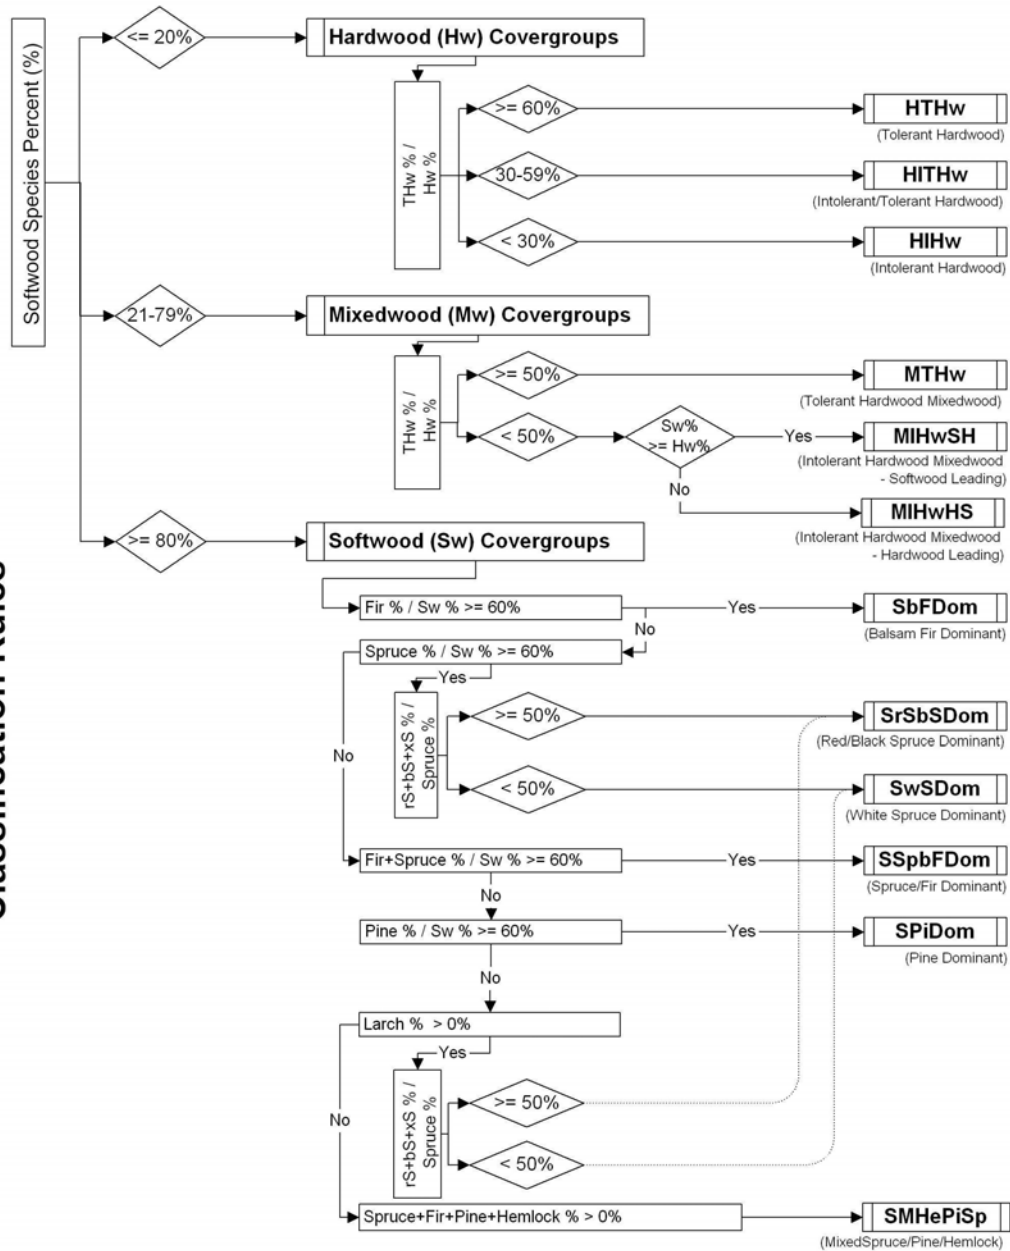 Softwood Species Percent (%)
<= 20%
Hardwood (Hw) Covergroups
THw % /
Hw %
>= 60%
HTHw
(Tolerant Hardwood)
30-59%
HITHw
(Intolerant/Tolerant Hardwood)
< 30%
HIHw
(Intolerant Hardwood)
21-79%
Mixedwood (Mw) Covergroups
THw % /
Hw %
>= 50%
MTHw
(Tolerant Hardwood Mixedwood)
< 50%
Sw%
>= Hw%
Yes
MIHwSH
(Intolerant Hardwood Mixedwood
- Softwood Leading)
No
MIHwHS
(Intolerant Hardwood Mixedwood
- Hardwood Leading)
>= 80%
Softwood (Sw) Covergroups
Fir % / Sw % >= 60%
Yes
SbFDom
(Balsam Fir Dominant)
No
Spruce % / Sw % >= 60%
Yes
rS+bS+xS % /
Spruce %
>= 50%
SrSbSDom
(Red/Black Spruce Dominant)
No
< 50%
SwSDom
(White Spruce Dominant)
Fir+Spruce % / Sw % >= 60%
Yes
SSpbFDom
(Spruce/Fir Dominant)
No
Pine % / Sw % >= 60%
Yes
SPiDom
(Pine Dominant)
No
Larch % > 0%
Yes
rS+bS+xS % /
Spruce %
>= 50%
No
< 50%
Spruce+Fir+Pine+Hemlock % > 0%
SMHePiSp
(MixedSpruce/Pine/Hemlock)